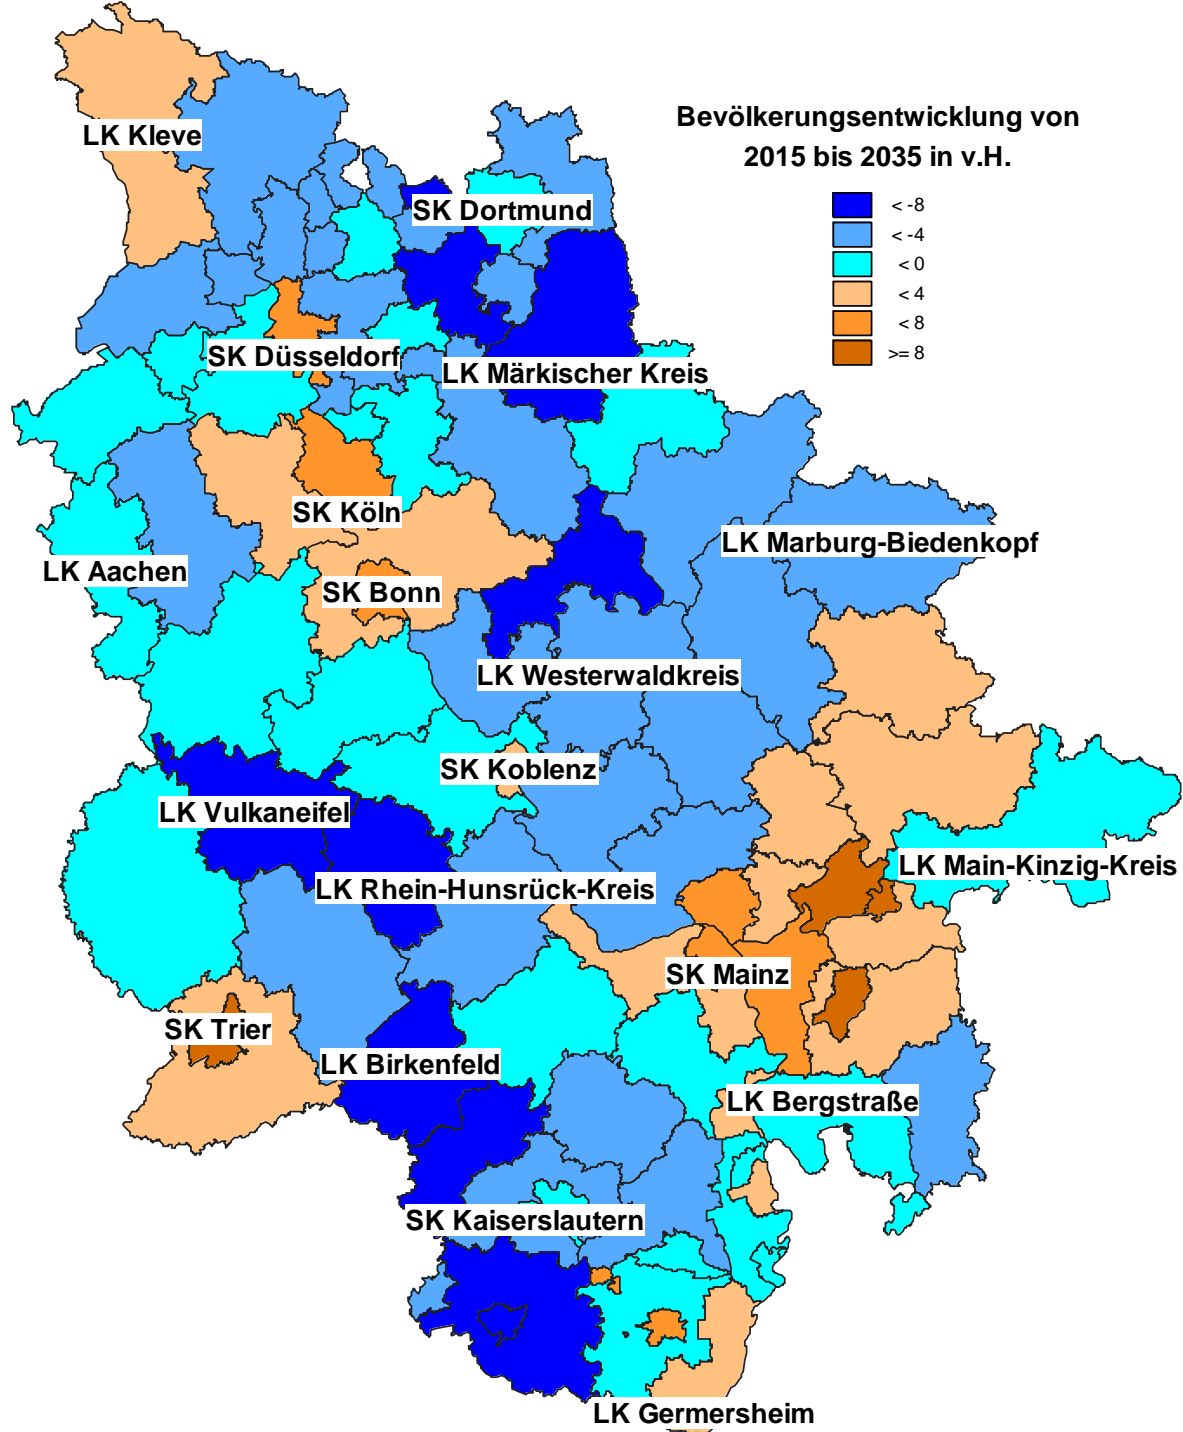 Bevölkerungsentwicklung von
2015 bis 2035 in v.H.
< -8
< -4
< 0
< 4
< 8
>= 8
LK Kleve
SK Dortmund
SK Düsseldorf
LK Märkischer Kreis
SK Köln
LK Marburg-Biedenkopf
LK Aachen
SK Bonn
LK Westerwaldkreis
SK Koblenz
LK Vulkaneifel
LK Main-Kinzig-Kreis
LK Rhein-Hunsrück-Kreis
SK Mainz
SK Trier
LK Birkenfeld
LK Bergstraße
SK Kaiserslautern
LK Germersheim